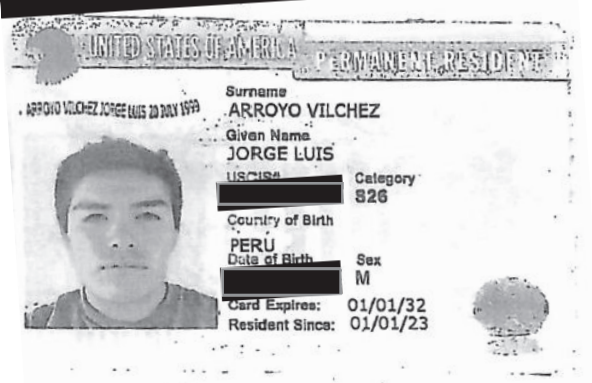 UNITED STATES OF AMERICA
PERMANENT RESIDENT
ARROYO VILCHEZ JORGE LUIS 20 JULY 1999
Surname
ARROYO VILCHEZ
Given Name
JORGE LUIS
USCIS#
Category
S26
Country of Birth
PERU
Date of Birth
Sex
M
Card Expires: 01/01/32
Resident Since: 01/01/23